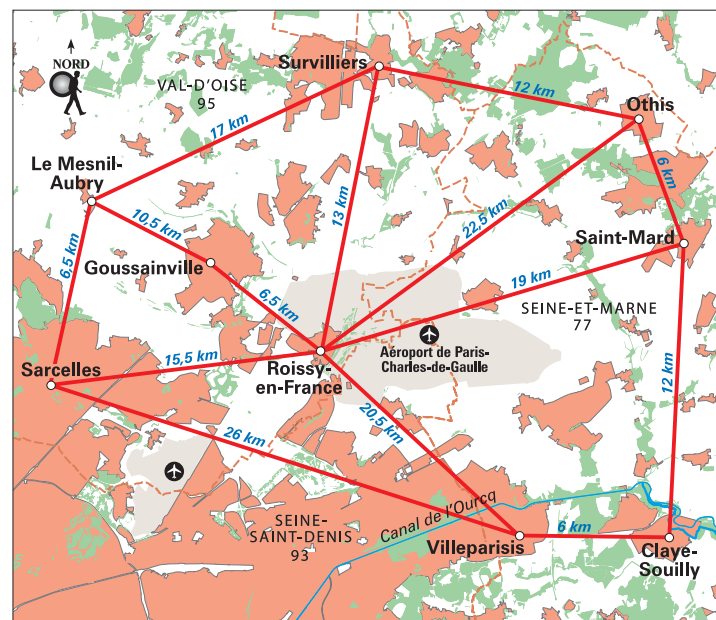 NORD
VAL-D'OISE
95
Survilliers
12 km
Othis
17 km
Le Mesnil-
Aubry
6 km
13 km
22,5 km
10,5 km
Saint-Mard
6,5 km
Goussainville
19 km
6,5 km
SEINE-ET-MARNE
77
15,5 km
Roissy-
en-France
Aéroport de Paris-
Charles-de-Gaulle
Sarcelles
12 km
20,5 km
26 km
SEINE-
SAINT-DENIS
93
Canal de l'Ourcq
Villeparisis
6 km
Claye-
Souilly